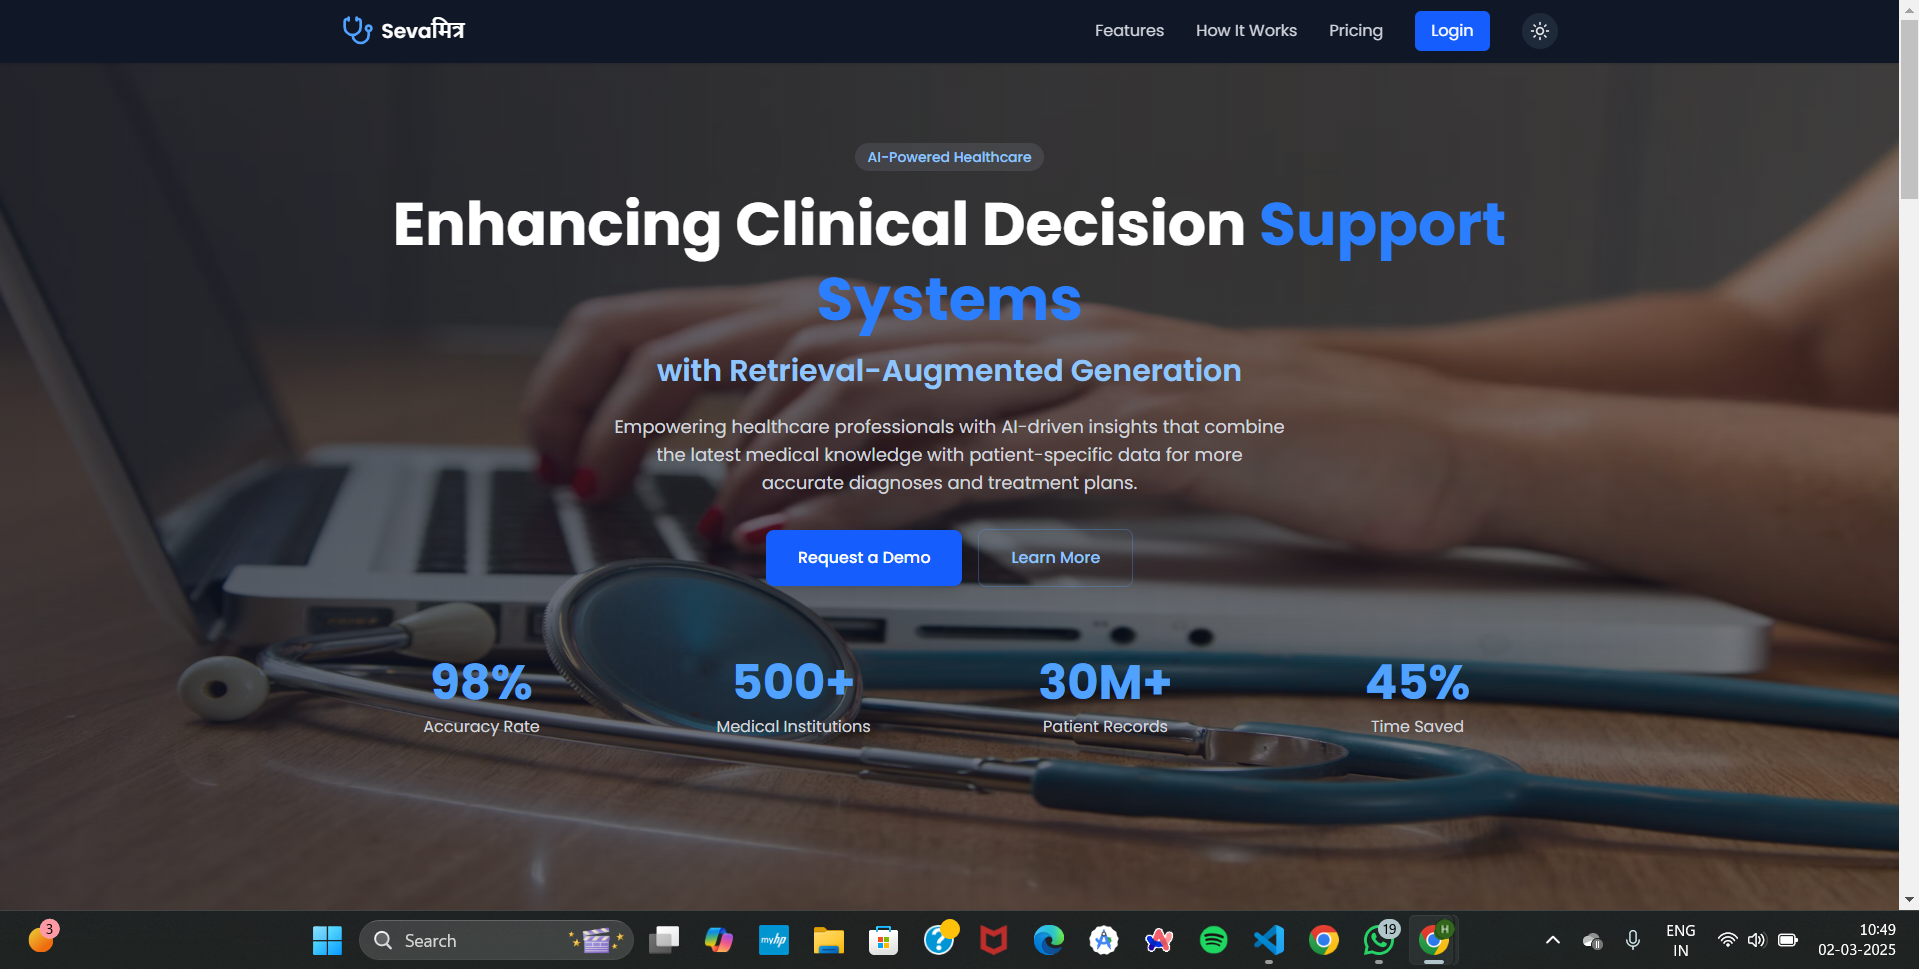 Sevaमित्र
Features How It Works Pricing Login
AI-Powered Healthcare
Enhancing Clinical Decision Support
Systems
with Retrieval-Augmented Generation
Empowering healthcare professionals with AI-driven insights that combine
the latest medical knowledge with patient-specific data for more
accurate diagnoses and treatment plans.
Request a Demo Learn More
98% 500+ 30M+ 45%
Accuracy Rate Medical Institutions Patient Records Time Saved
3
Search
myhp
19
H
ENG
IN
10:49
02-03-2025